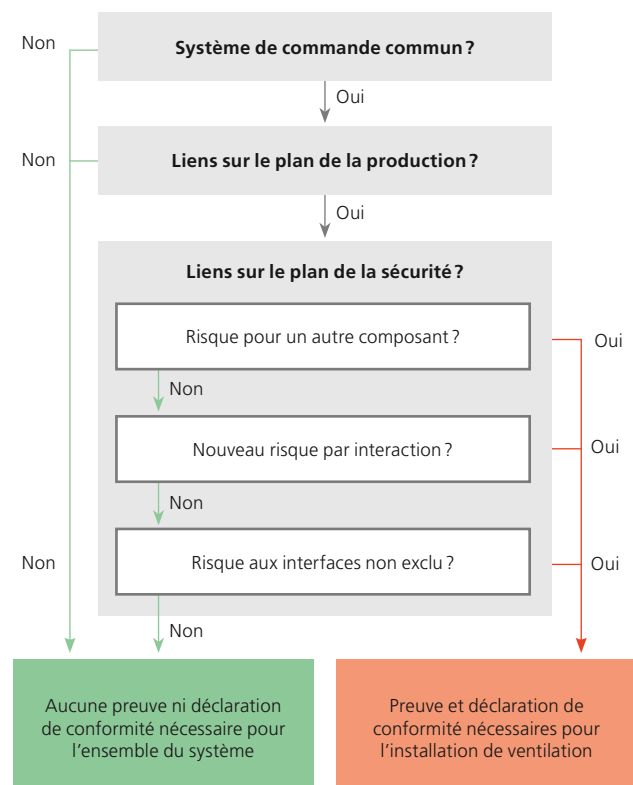 Non
Système de commande commun ?
Oui
Non
Liens sur le plan de la production ?
Oui
Liens sur le plan de la sécurité ?
Risque pour un autre composant ?
Oui
Non
Nouveau risque par interaction ?
Oui
Non
Non
Risque aux interfaces non exclu ?
Oui
Non
Aucune preuve ni déclaration
de conformité nécessaire pour
l'ensemble du système
Preuve et déclaration de
conformité nécessaires pour
l'installation de ventilation